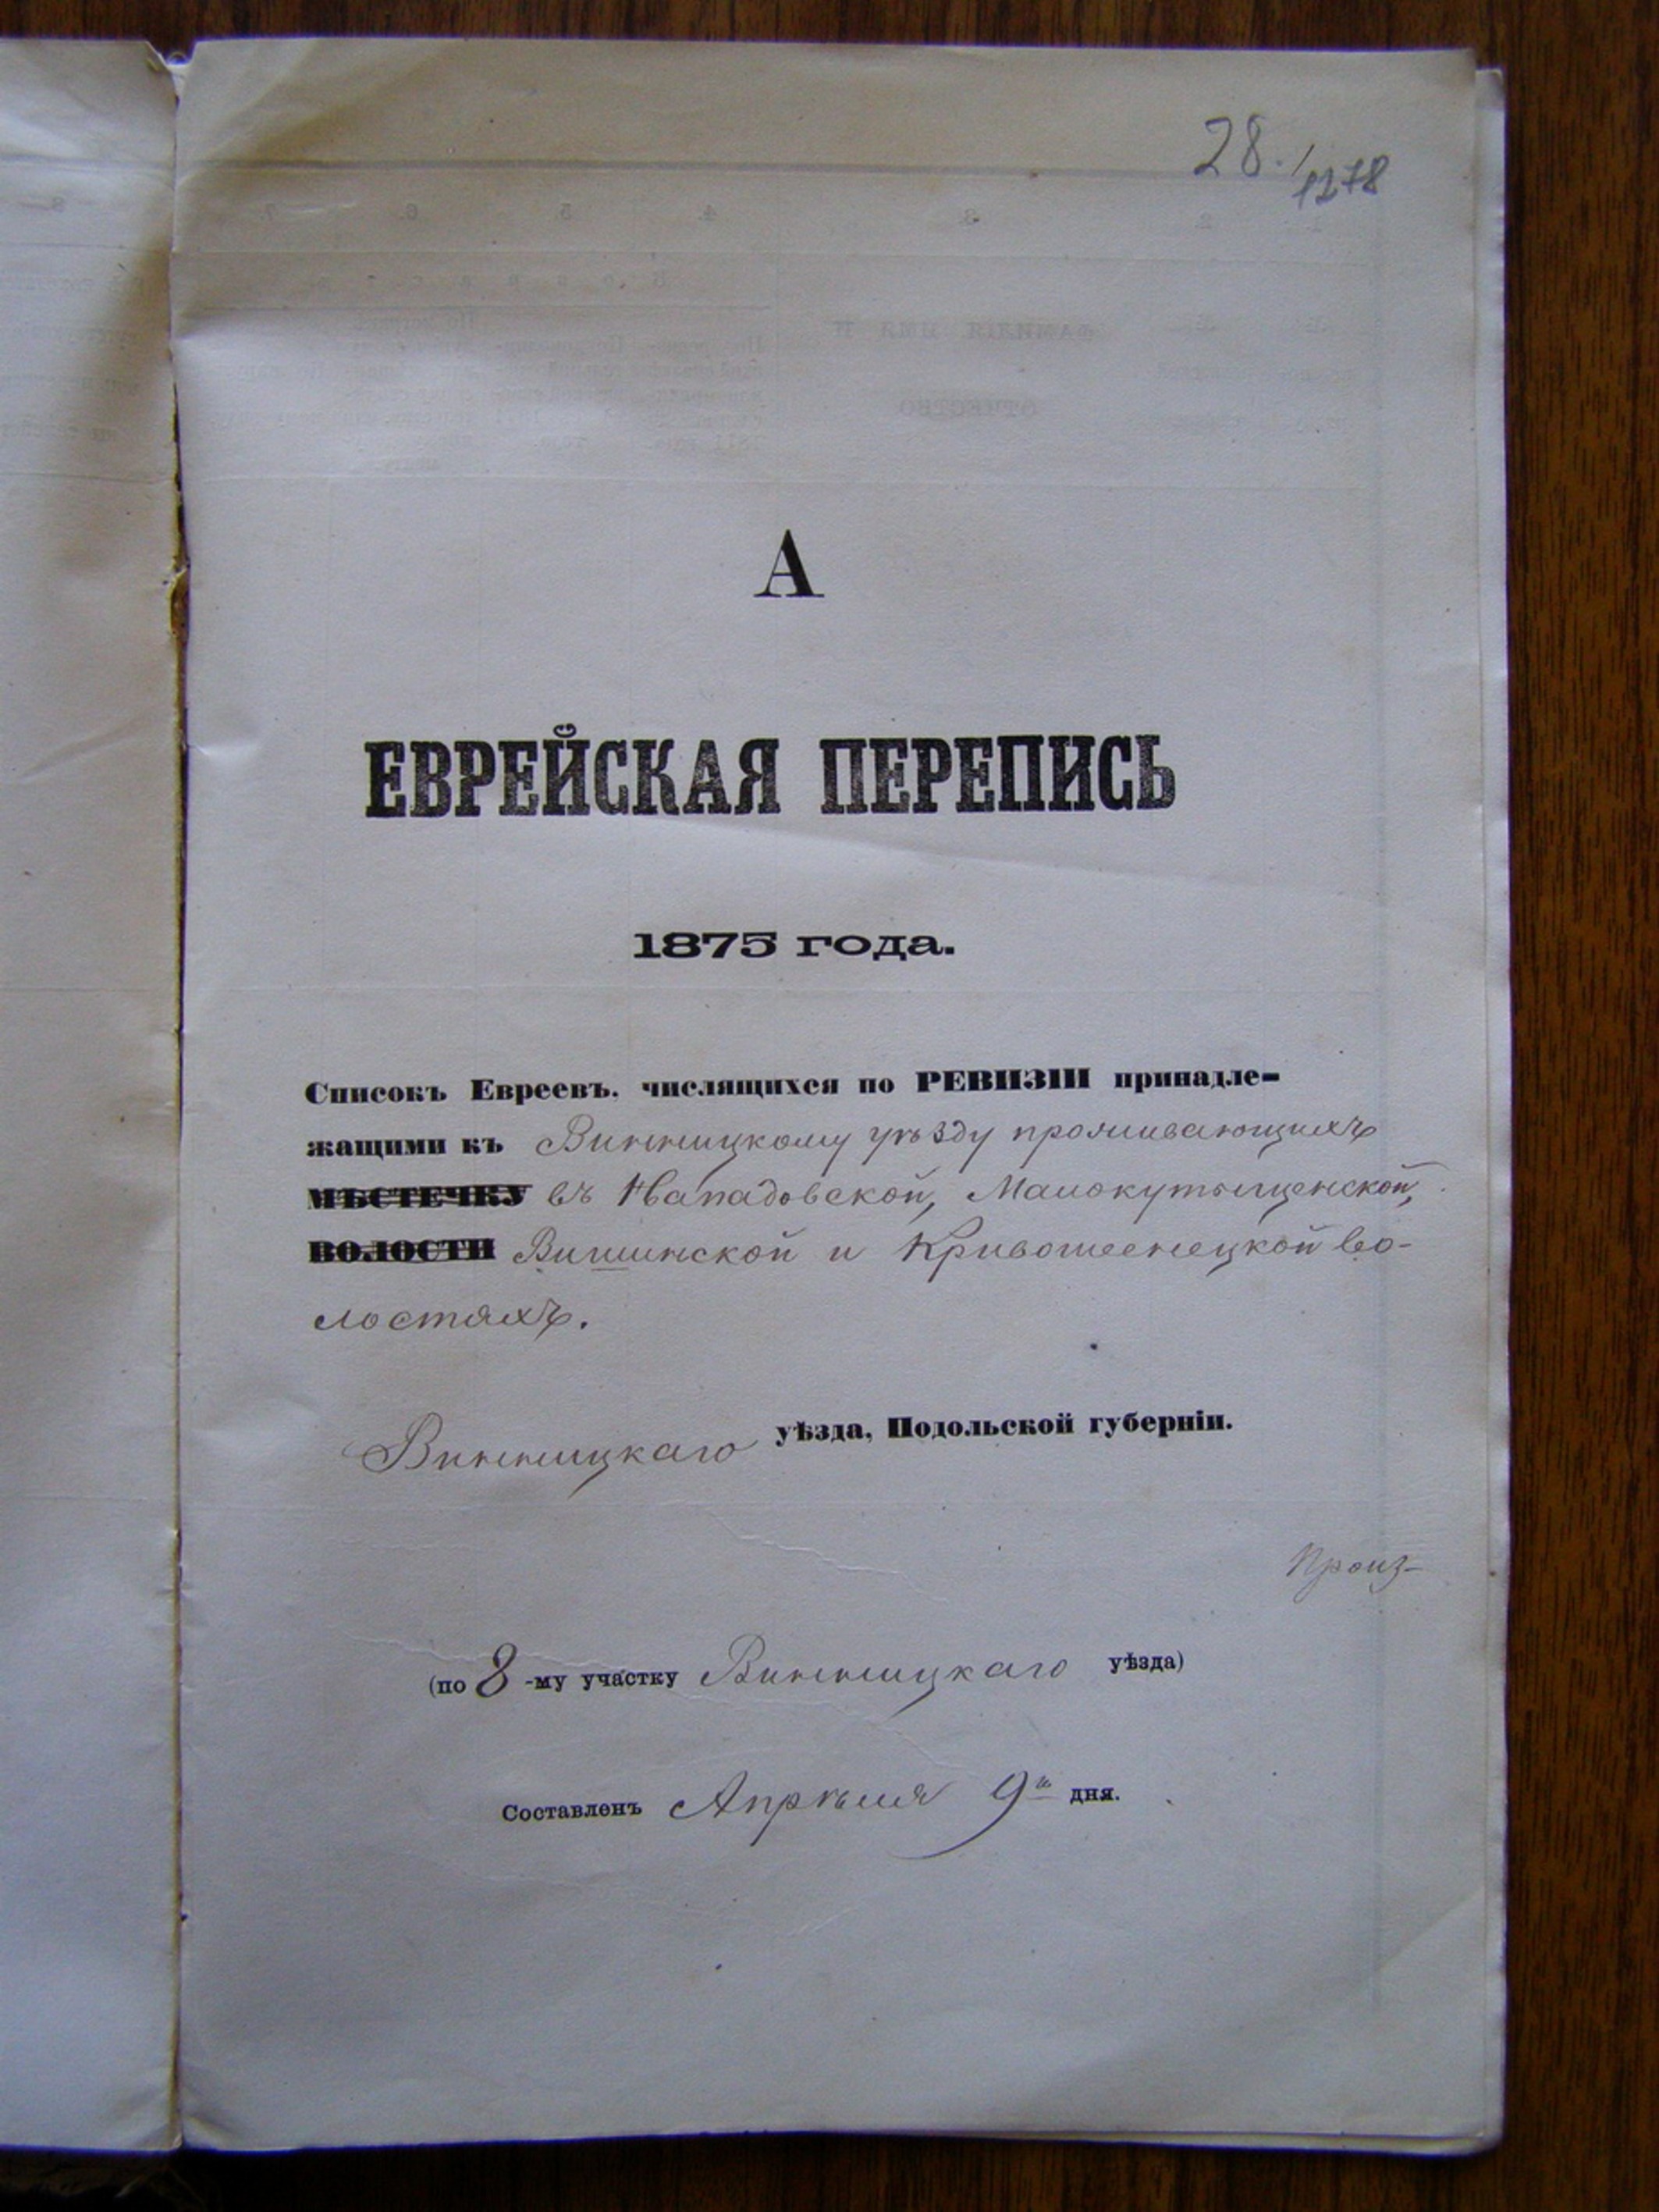 28./1278
А
ЕВРЕЙСКАЯ ПЕРЕПИСЬ
1875 года.
Списокъ Евреевъ, числящихся по РЕВИЗІИ принадле-
жащими къ Винницкому уѣзду проживающихъ
МѢСТЕЧКУ въ Нападовской, Малокутыщенской,
ВОЛОСТИ Вишинской и Кривошеенецкой во-
лостяхъ.
Винницкаго уѣзда, Подольской губерніи.
Произ-
(по 8-му участку Винницкаго уѣзда)
Составленъ Апрѣля 9го дня.